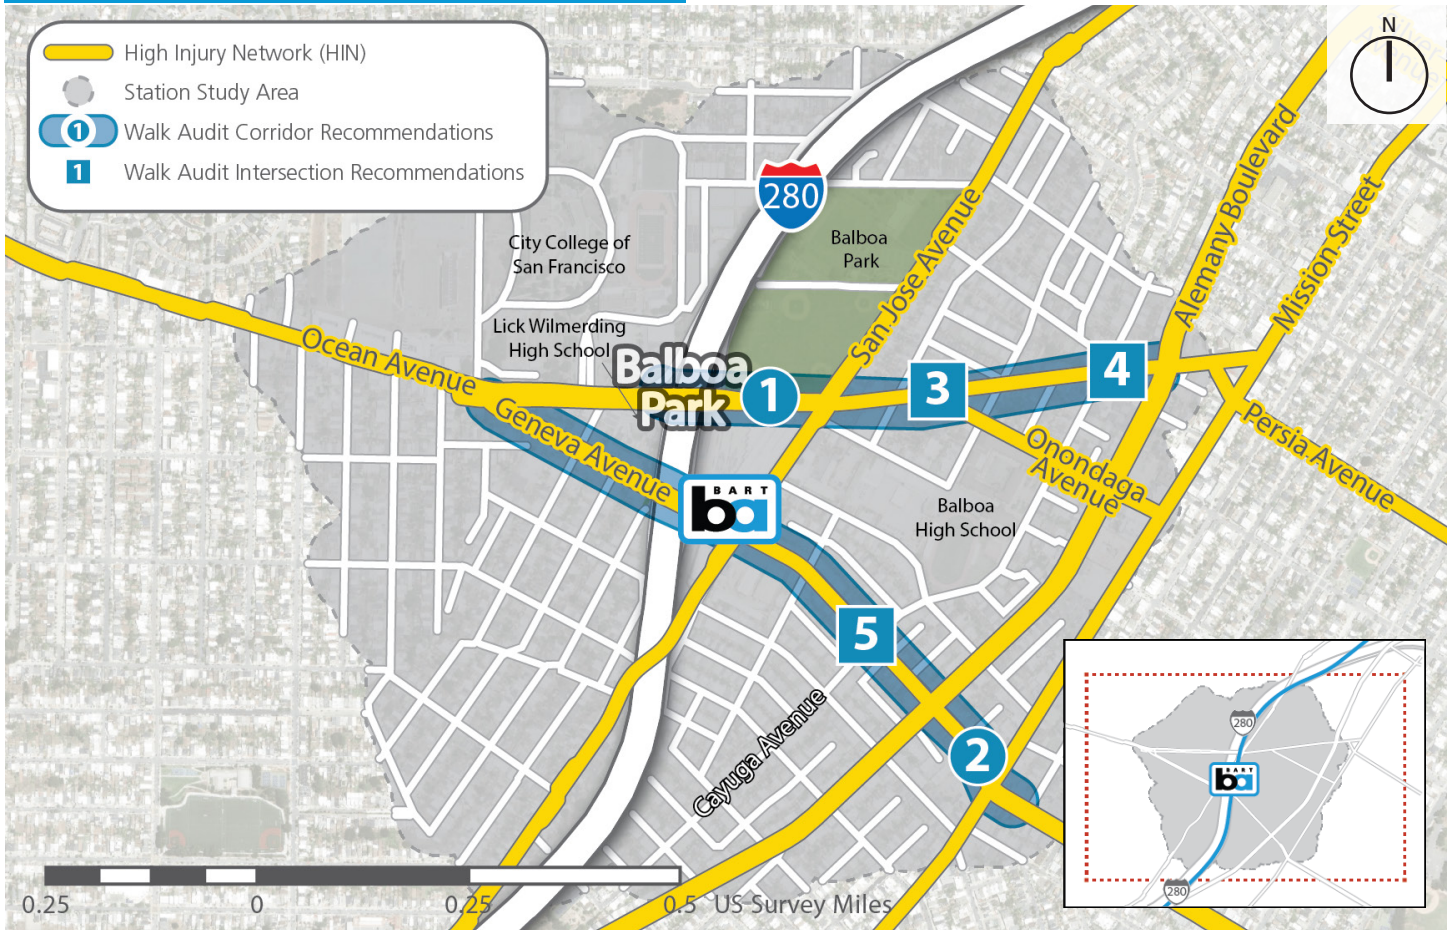 High Injury Network (HIN)
Station Study Area
1 Walk Audit Corridor Recommendations
1 Walk Audit Intersection Recommendations
N
280
City College of
San Francisco
Balboa
Park
Lick Wilmerding
High School
Balboa
Park
Ocean Avenue
Geneva Avenue
San Jose Avenue
Alemany Boulevard
Mission Street
1
3
4
Persia Avenue
Onondaga
Avenue
BART
ba
Balboa
High School
5
Cayuga Avenue
2
280
BART
ba
280
0.25 0 0.25 0.5 US Survey Miles